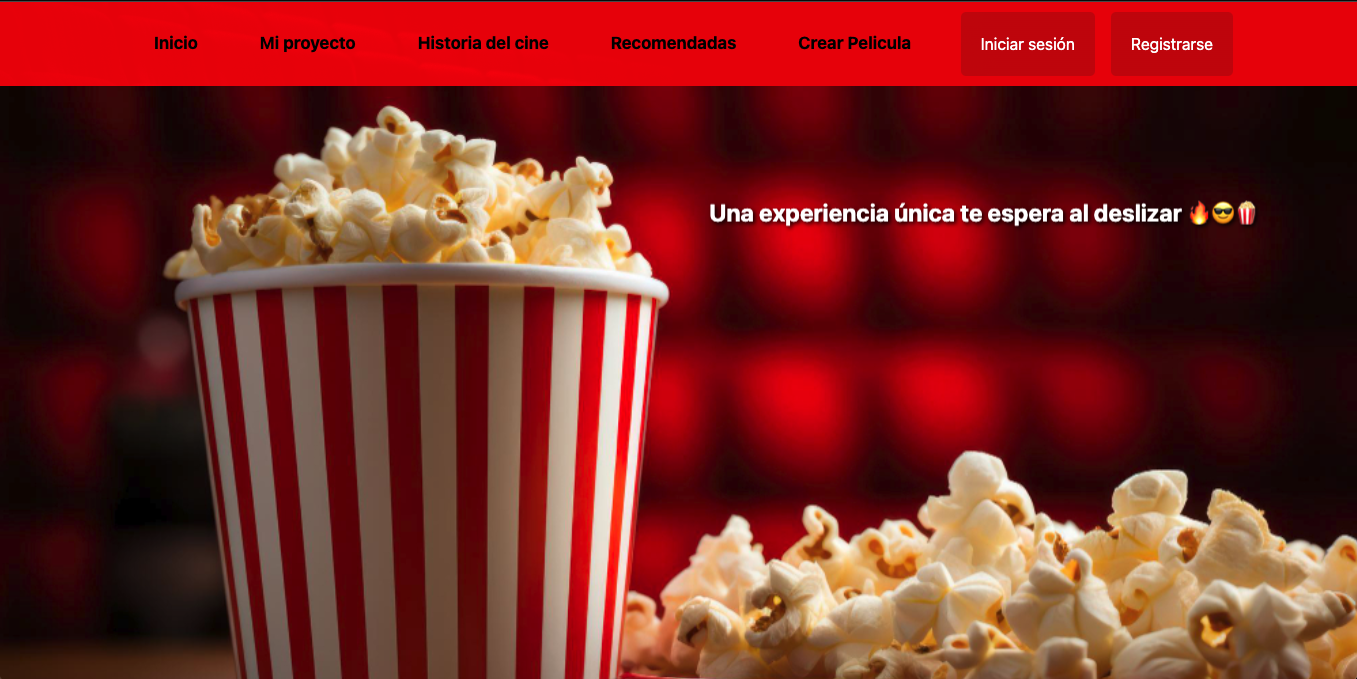 Inicio
Mi proyecto
Historia del cine
Recomendadas
Crear Pelicula
Iniciar sesión
Registrarse
Una experiencia única te espera al deslizar 🔥😎🍿